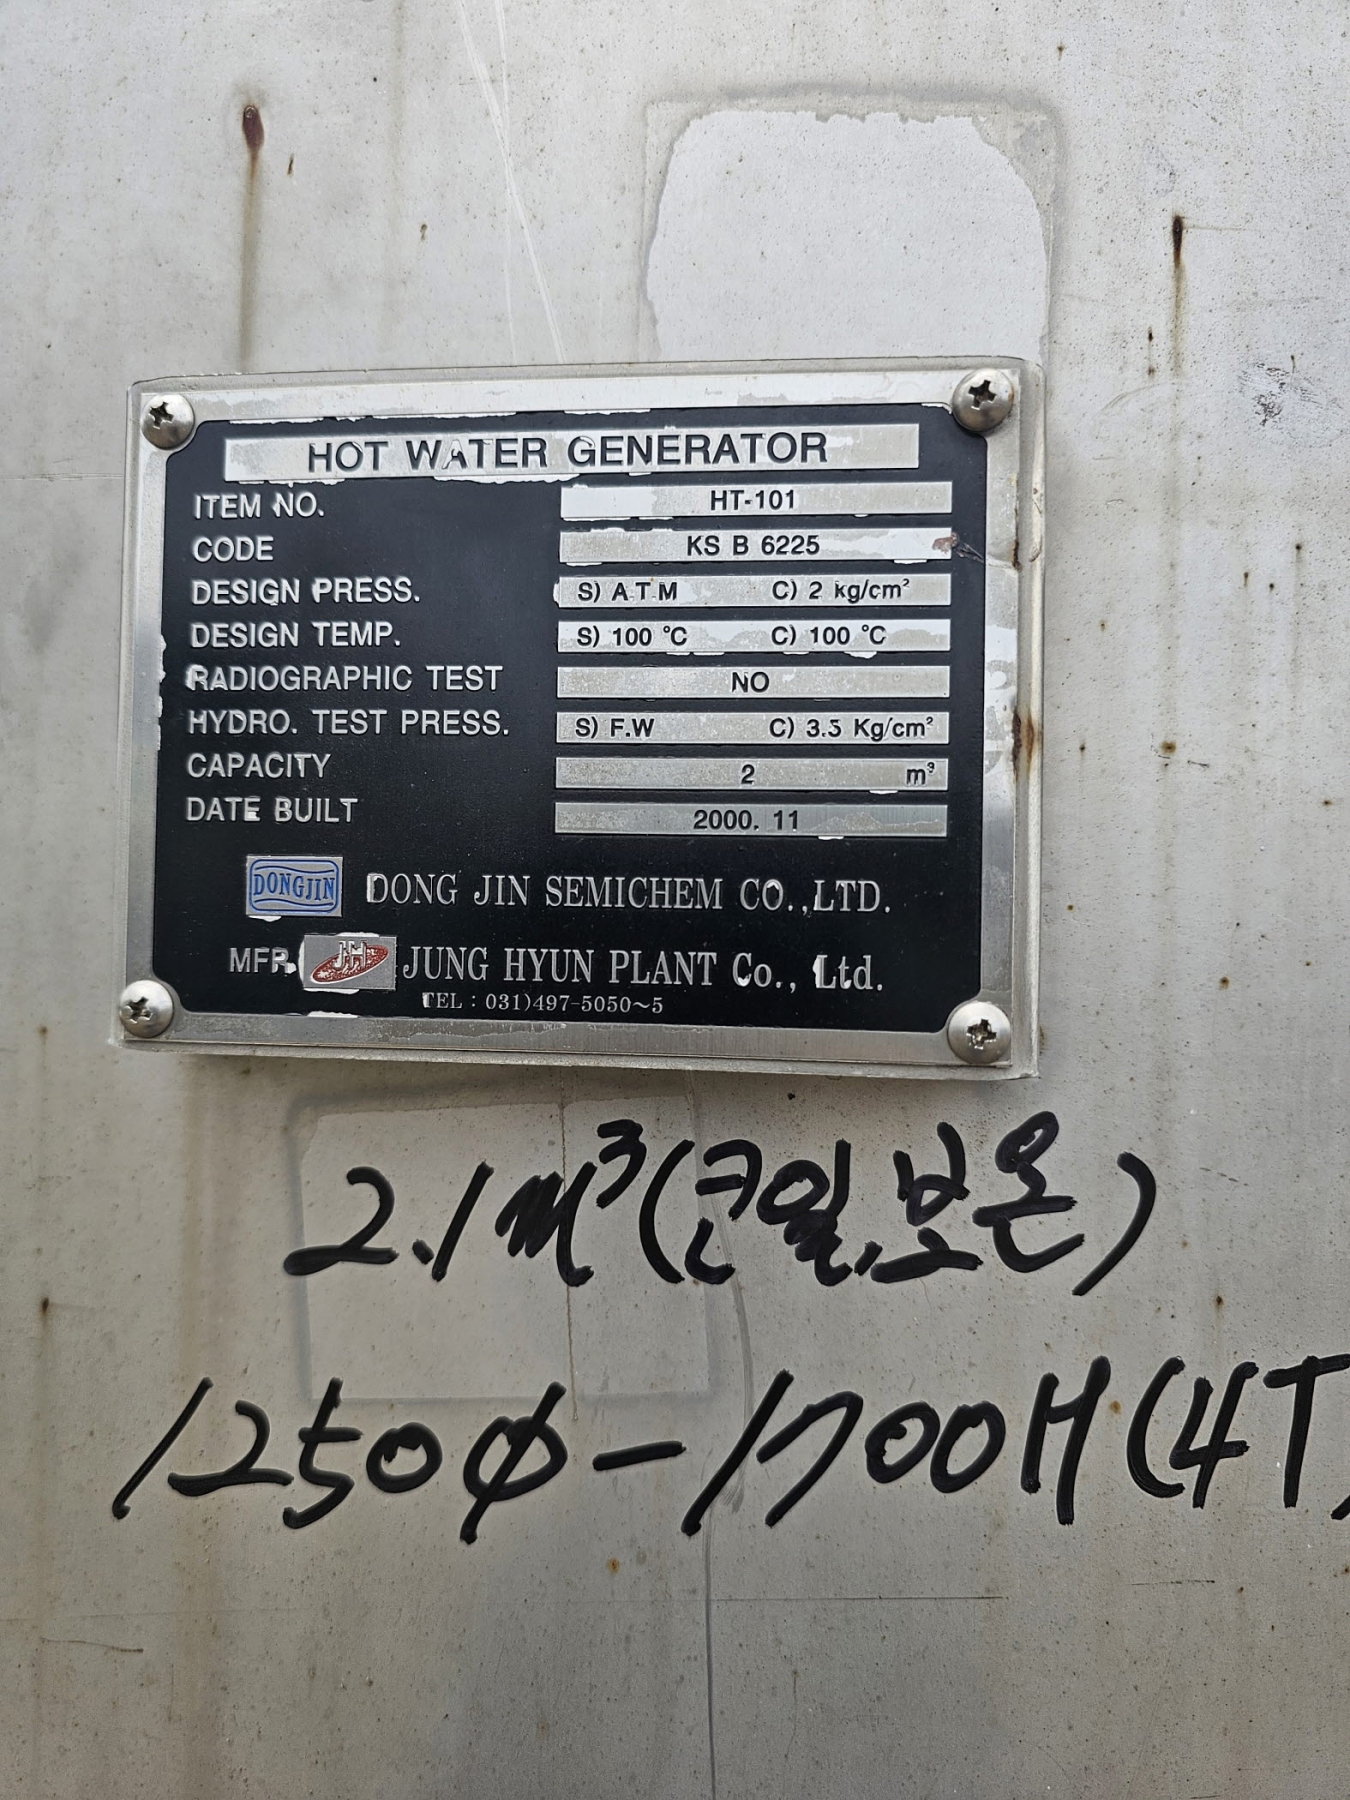 HOT WATER GENERATOR
ITEM NO. HT-101
CODE KS B 6225
DESIGN PRESS. S) A.T.M C) 2 kg/cm²
DESIGN TEMP. S) 100 °C C) 100 °C
RADIOGRAPHIC TEST NO
HYDRO. TEST PRESS. S) F.W C) 3.5 Kg/cm²
CAPACITY 2 m³
DATE BUILT 2000. 11
DONGJIN DONG JIN SEMICHEM CO.,LTD.
MFR. JH JUNG HYUN PLANT Co., Ltd.
TEL : 031)497-5050~5
2.1m³(코일,보온)
1250φ-1700H(4T)